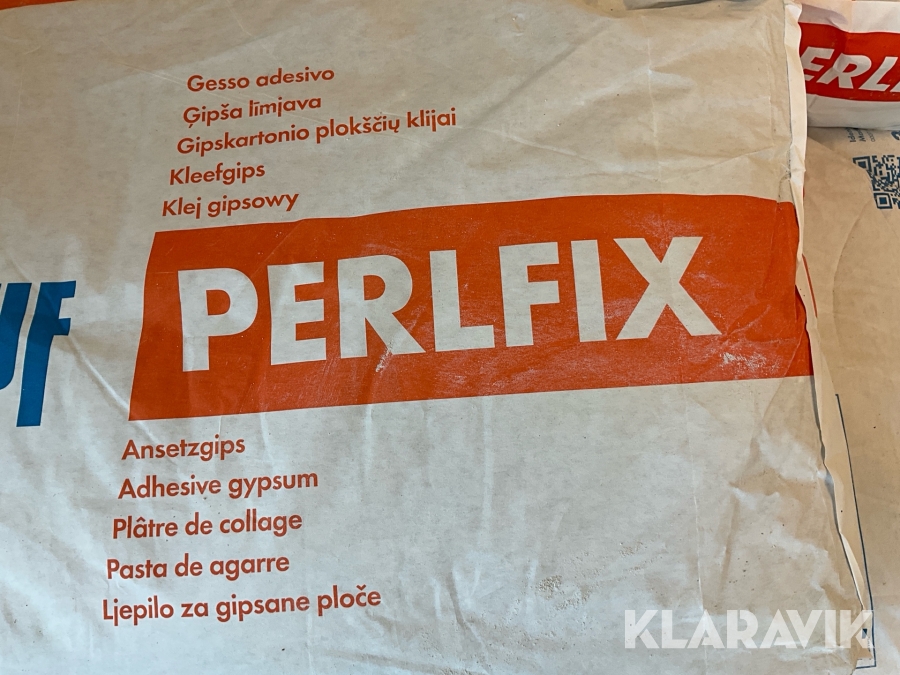 Gesso adesivo
Ģipša līmjava
Gipskartonio plokščių klijai
Kleefgips
Klej gipsowy
PERLFIX
Ansetzgips
Adhesive gypsum
Plâtre de collage
Pasta de agarre
Ljepilo za gipsane ploče
KLARAVIK